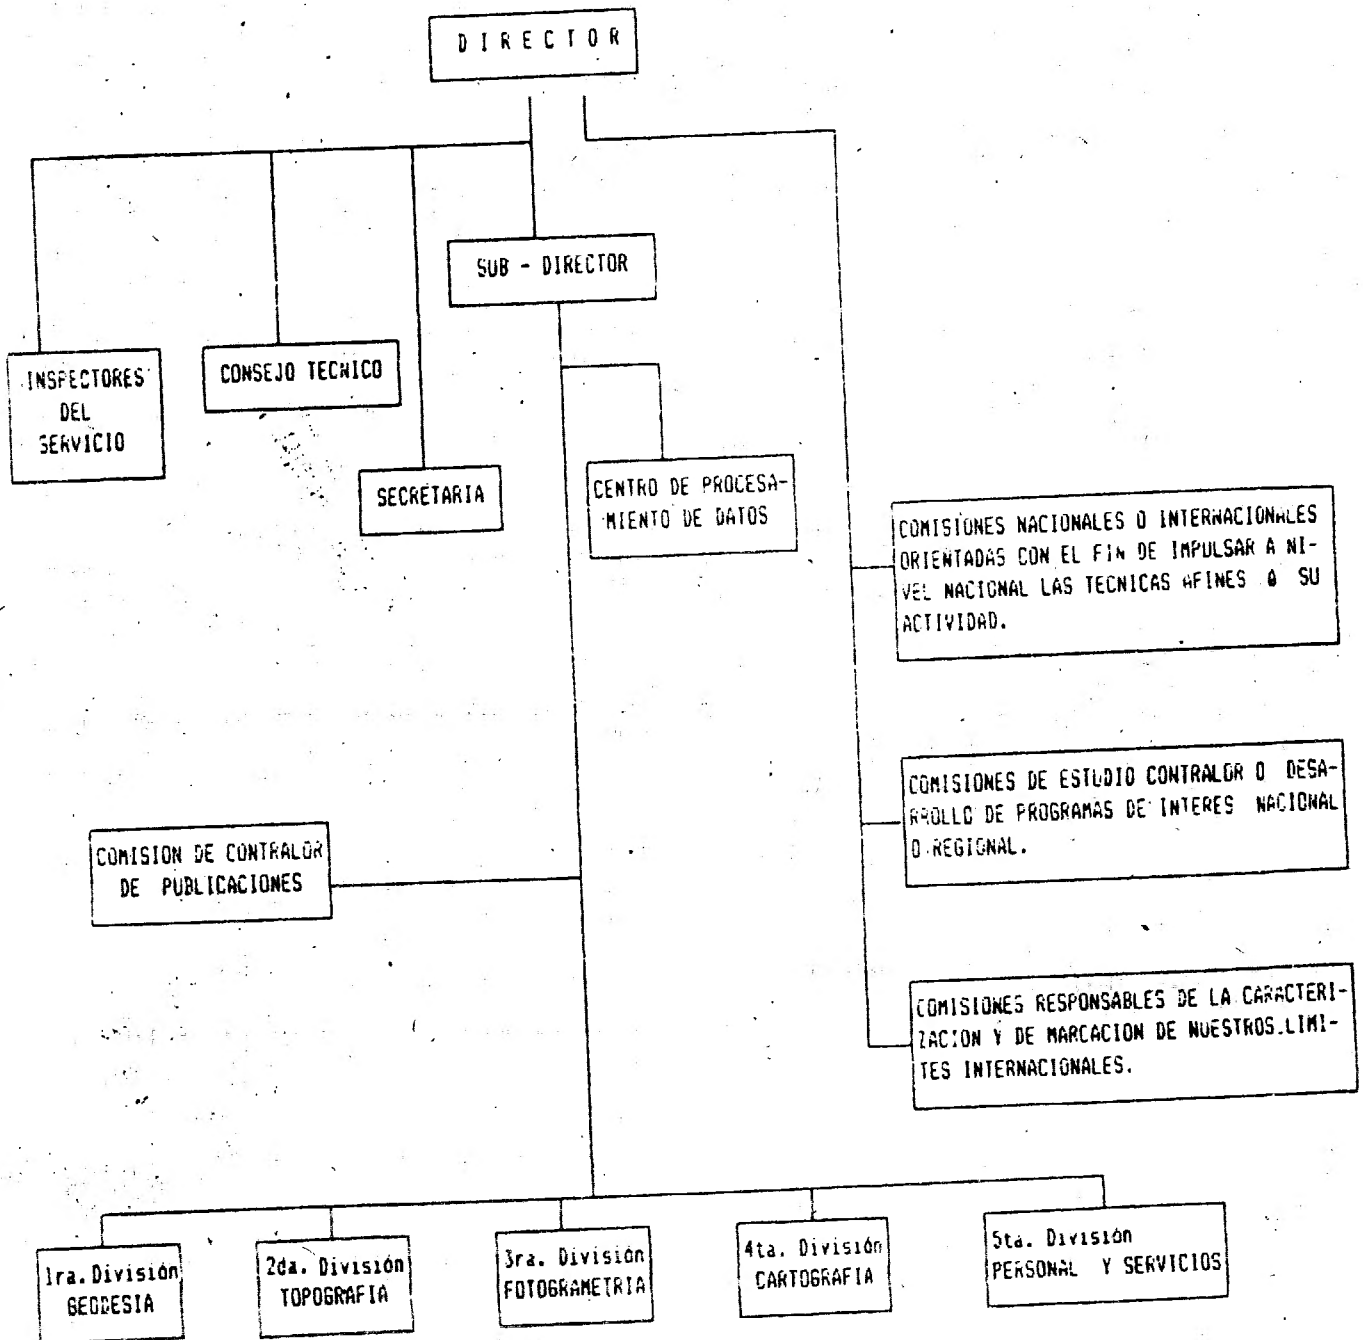 DIRECTOR
SUB - DIRECTOR
INSPECTORES
DEL
SERVICIO
CONSEJO TECNICO
SECRETARIA
CENTRO DE PROCESA-
MIENTO DE DATOS
COMISIONES NACIONALES O INTERNACIONALES
ORIENTADAS CON EL FIN DE IMPULSAR A NI-
VEL NACIONAL LAS TECNICAS AFINES A SU
ACTIVIDAD.
COMISIONES DE ESTUDIO CONTRALOR O DESA-
RROLLO DE PROGRAMAS DE INTERES NACIONAL
O REGIONAL.
COMISION DE CONTRALOR
DE PUBLICACIONES
COMISIONES RESPONSABLES DE LA CARACTERI-
ZACION Y DE MARCACION DE NUESTROS LIMI-
TES INTERNACIONALES.
1ra. División
GEODESIA
2da. División
TOPOGRAFIA
3ra. División
FOTOGRAMETRIA
4ta. División
CARTOGRAFIA
5ta. División
PERSONAL Y SERVICIOS